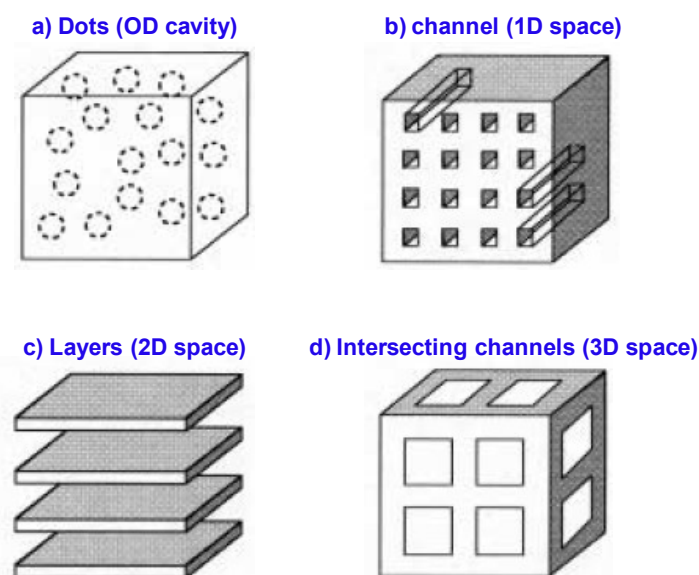 a) Dots (OD cavity)
b) channel (1D space)
c) Layers (2D space)
d) Intersecting channels (3D space)